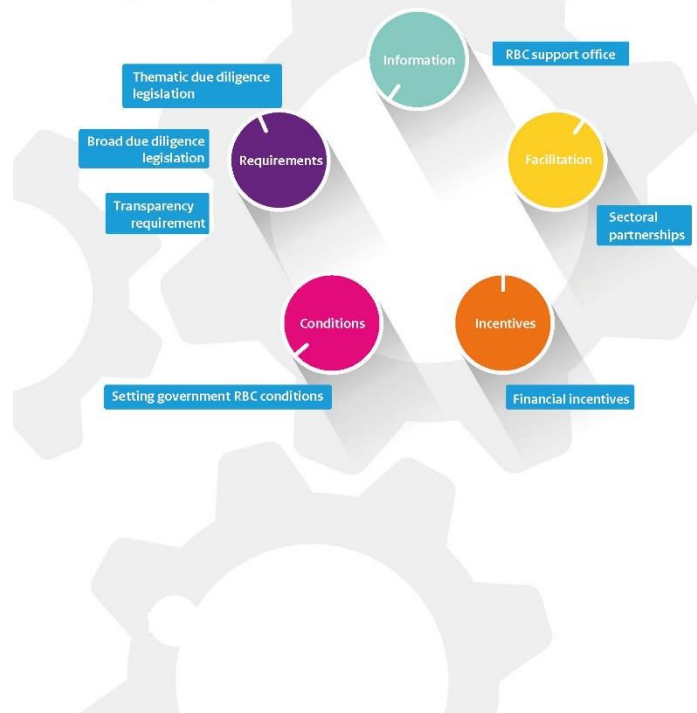 Information
RBC support office
Thematic due diligence
legislation
Broad due diligence
legislation
Requirements
Facilitation
Transparency
requirement
Sectoral
partnerships
Conditions
Incentives
Setting government RBC conditions
Financial incentives